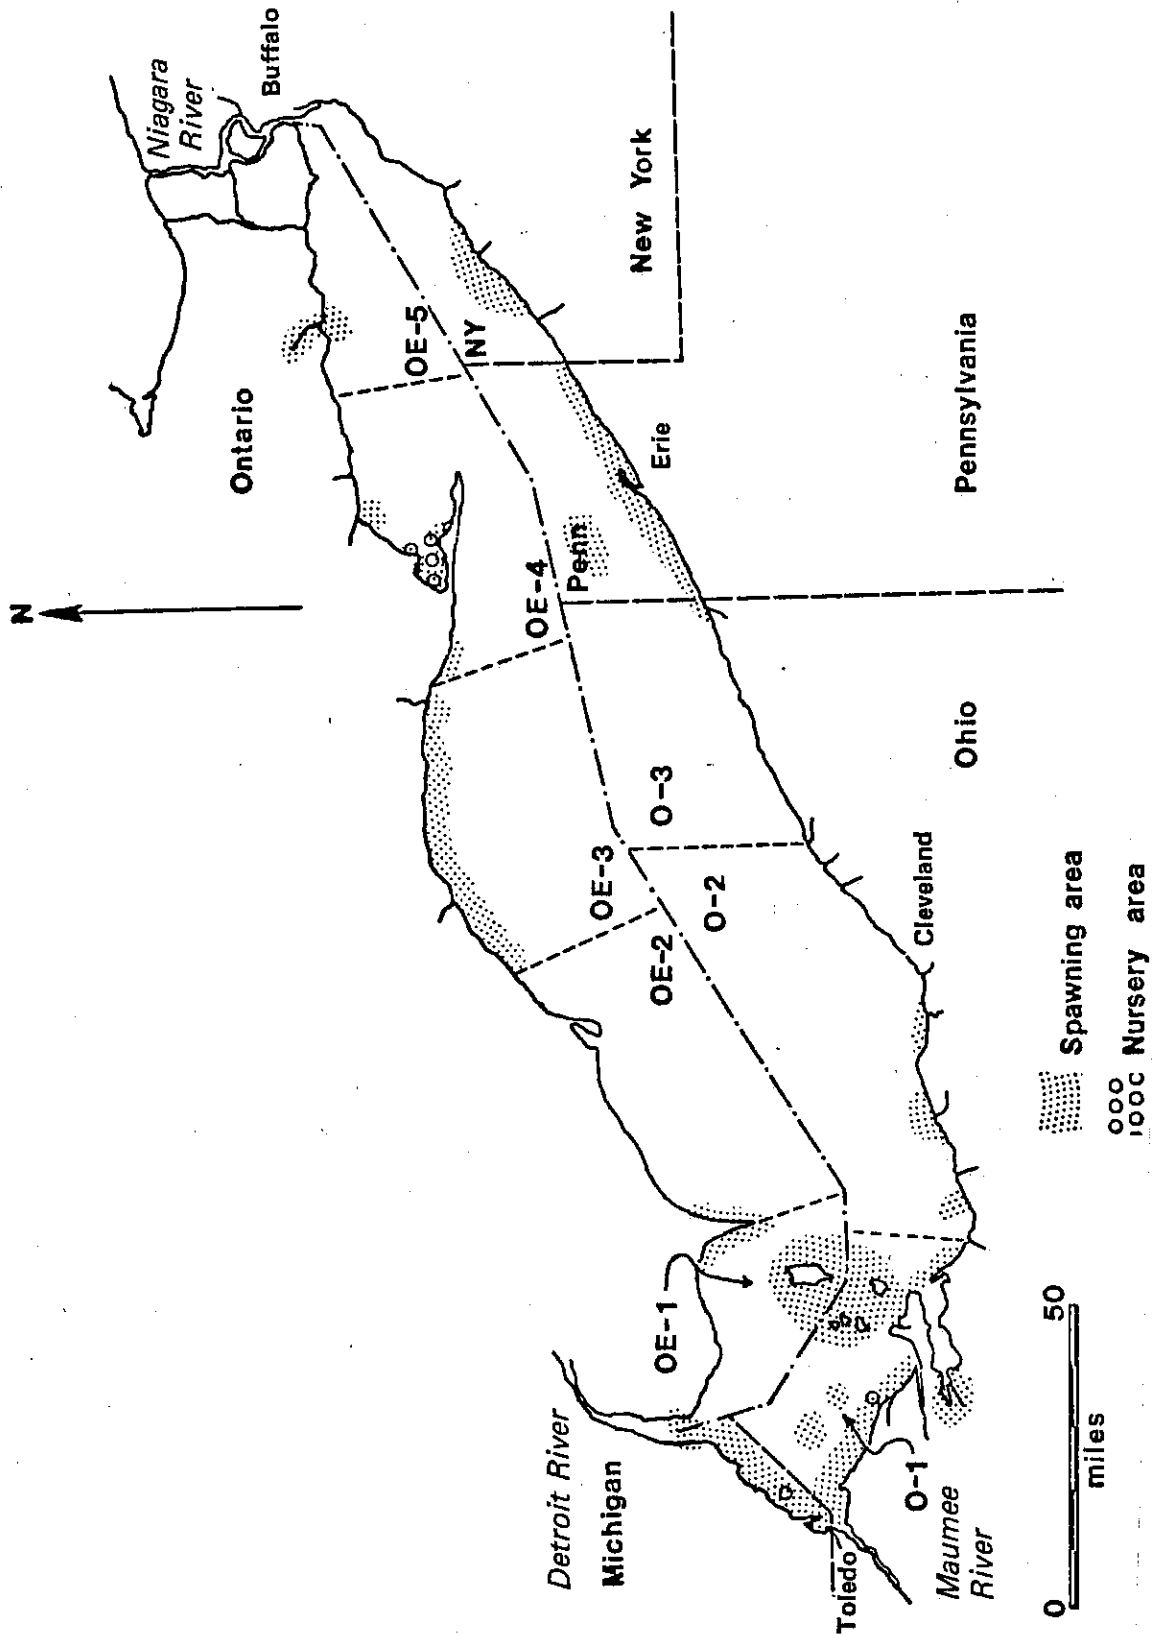 N
Niagara
River
Buffalo
Ontario
OE-5
NY
New York
Erie
Penn
Pennsylvania
OE-4
OE-3
O-3
Ohio
OE-2
O-2
Cleveland
OE-1
Detroit River
Michigan
Toledo
O-1
Maumee
River
0 50
miles
Spawning area
Nursery area